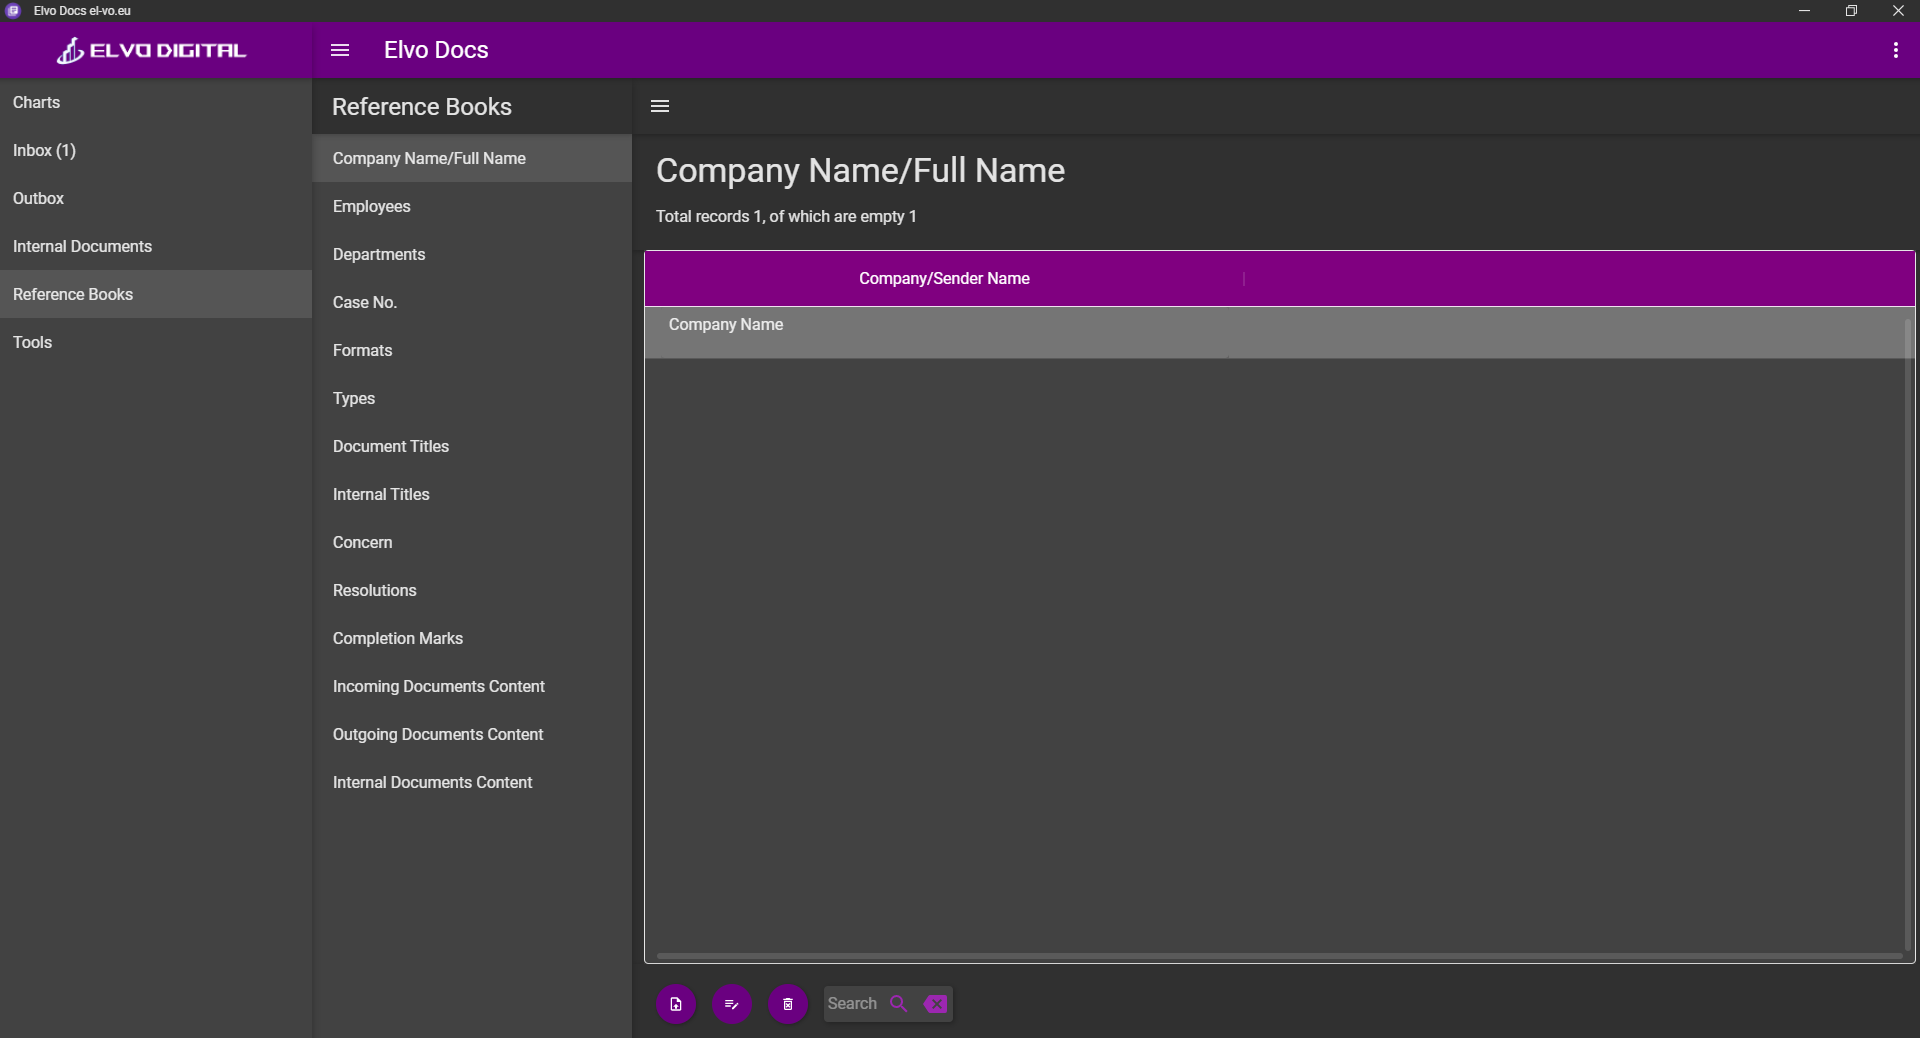 Elvo Docs el-vo.eu
ELVO DIGITAL
Elvo Docs
Charts
Inbox (1)
Outbox
Internal Documents
Reference Books
Tools
Reference Books
Company Name/Full Name
Employees
Departments
Case No.
Formats
Types
Document Titles
Internal Titles
Concern
Resolutions
Completion Marks
Incoming Documents Content
Outgoing Documents Content
Internal Documents Content
Company Name/Full Name
Total records 1, of which are empty 1
Company/Sender Name
Company Name
Search